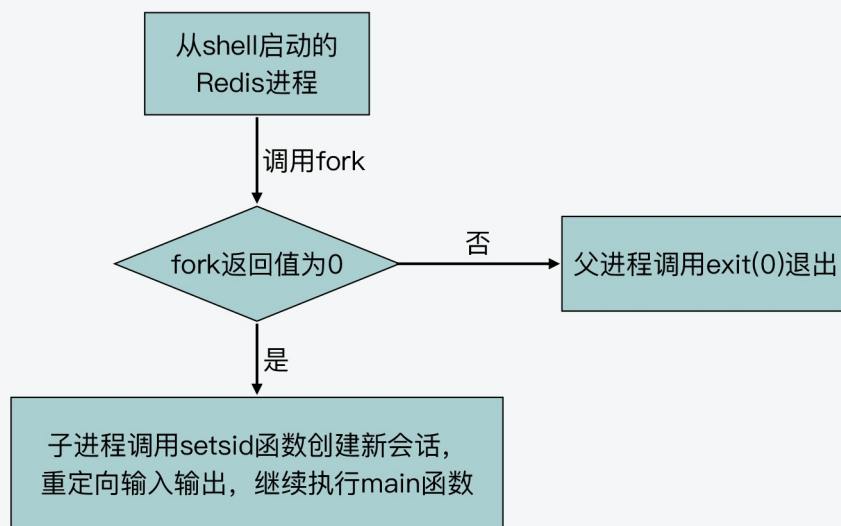 从shell启动的
Redis进程
调用fork
fork返回值为0
否
父进程调用exit(0)退出
是
子进程调用setsid函数创建新会话，
重定向输入输出，继续执行main函数